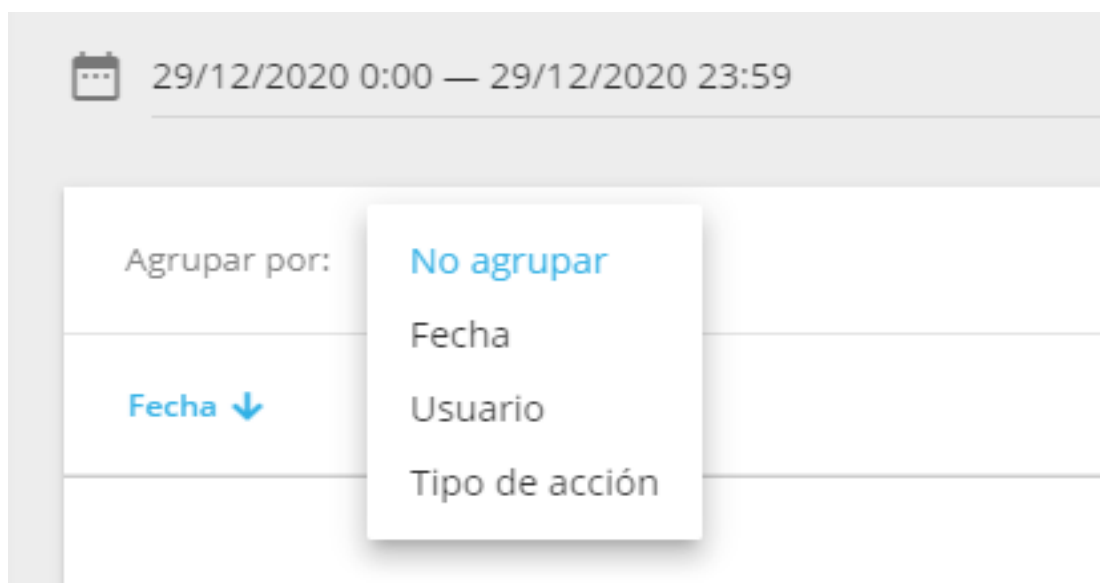 29/12/2020 0:00 — 29/12/2020 23:59
Agrupar por:
No agrupar
Fecha
Usuario
Tipo de acción
Fecha